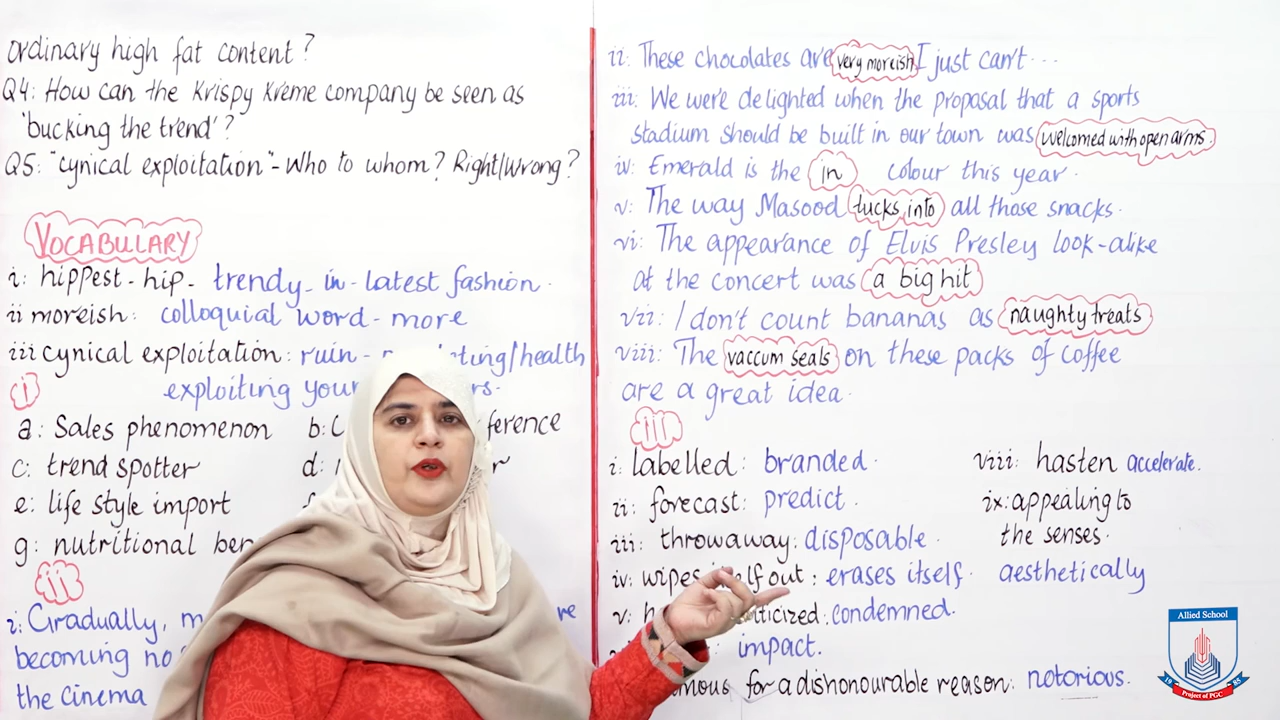 ordinary high fat content?
Q4: How can the Krispy Kreme company be seen as
'bucking the trend'?
Q5: "cynical exploitation" - Who to whom? Right/Wrong?
VOCABULARY
i: hippest - hip - trendy - in - latest fashion.
ii moreish: colloquial word - more
iii cynical exploitation: ruin - /health
exploiting your
i
a: Sales phenomenon b:
c: trend spotter d:
e: life style import
g: nutritional
ii
i: Gradually,
becoming
the cinema
ii: These chocolates are very moreish I just can't ...
iii: We were delighted when the proposal that a sports
stadium should be built in our town was welcomed with open arms.
iv: Emerald is the in colour this year.
v: The way Masood tucks into all those snacks.
vi: The appearance of Elvis Presley look-alike
at the concert was a big hit
vii: I don't count bananas as naughty treats
viii: The vaccum seals on these packs of coffee
are a great idea.
iii
i: labelled: branded.
ii: forecast: predict.
iii: throwaway: disposable.
iv: wipes out: erases itself.
v: condemned.
impact.
for a dishonourable reason: notorious.
viii: hasten accelerate.
ix: appealing to
the senses.
aesthetically
Allied School
19 85
Project of PGC